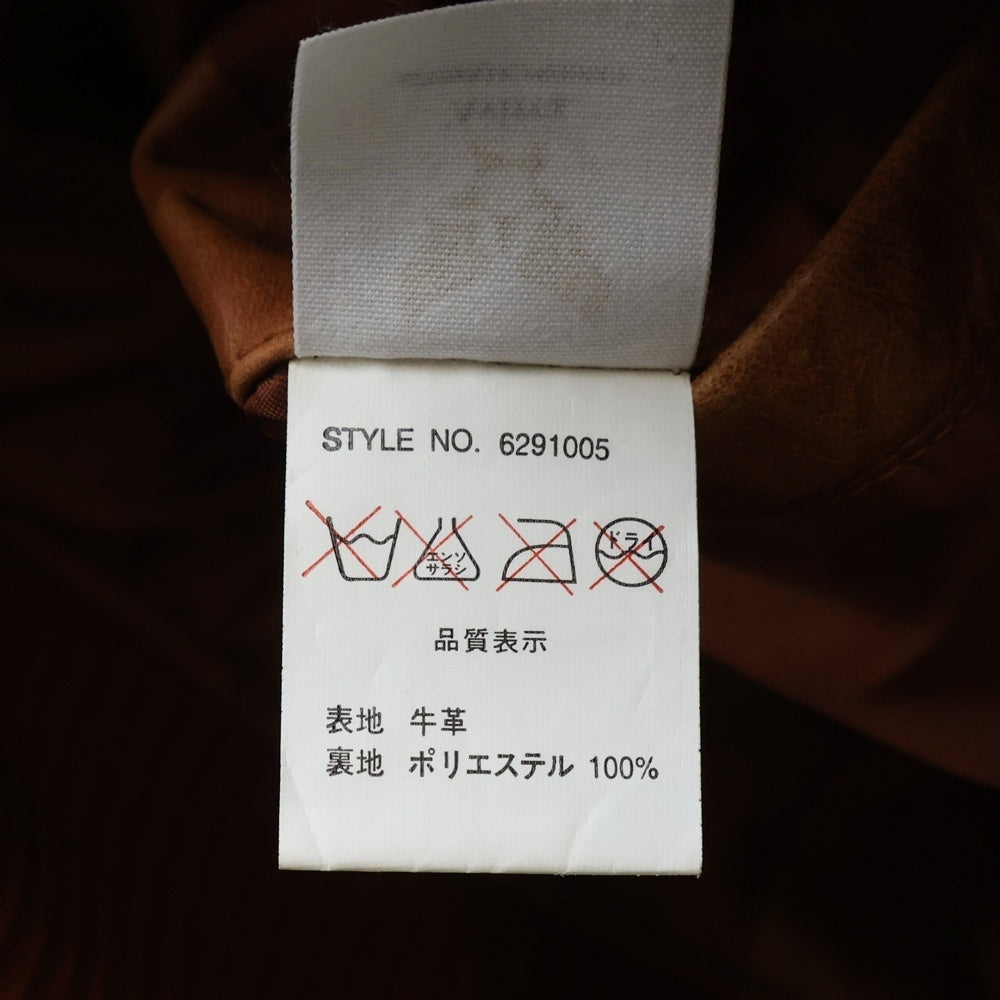 STYLE NO. 6291005
エンソ
サラシ
ドライ
品質表示
表地 牛革
裏地 ポリエステル 100%